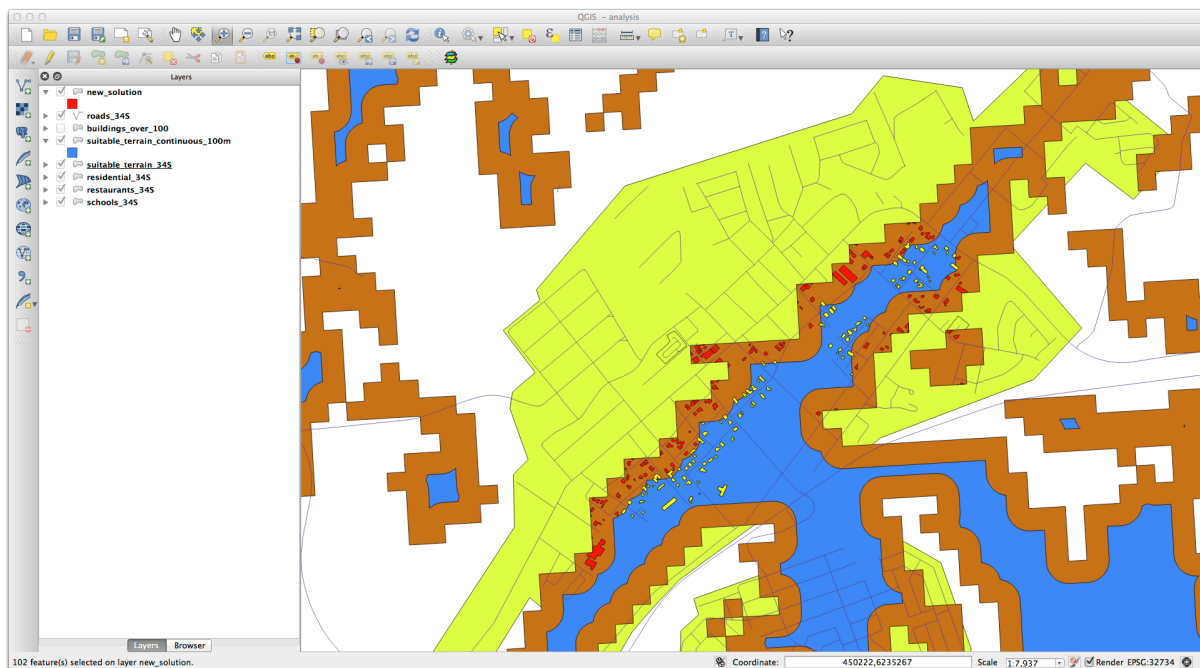 QGIS - analysis
Layers
new_solution
roads_34S
buildings_over_100
suitable_terrain_continuous_100m
suitable_terrain_34S
residential_34S
restaurants_34S
schools_34S
Layers Browser
102 feature(s) selected on layer new_solution.
Coordinate: 450222,6235267 Scale 1:7,937 Render EPSG:32734